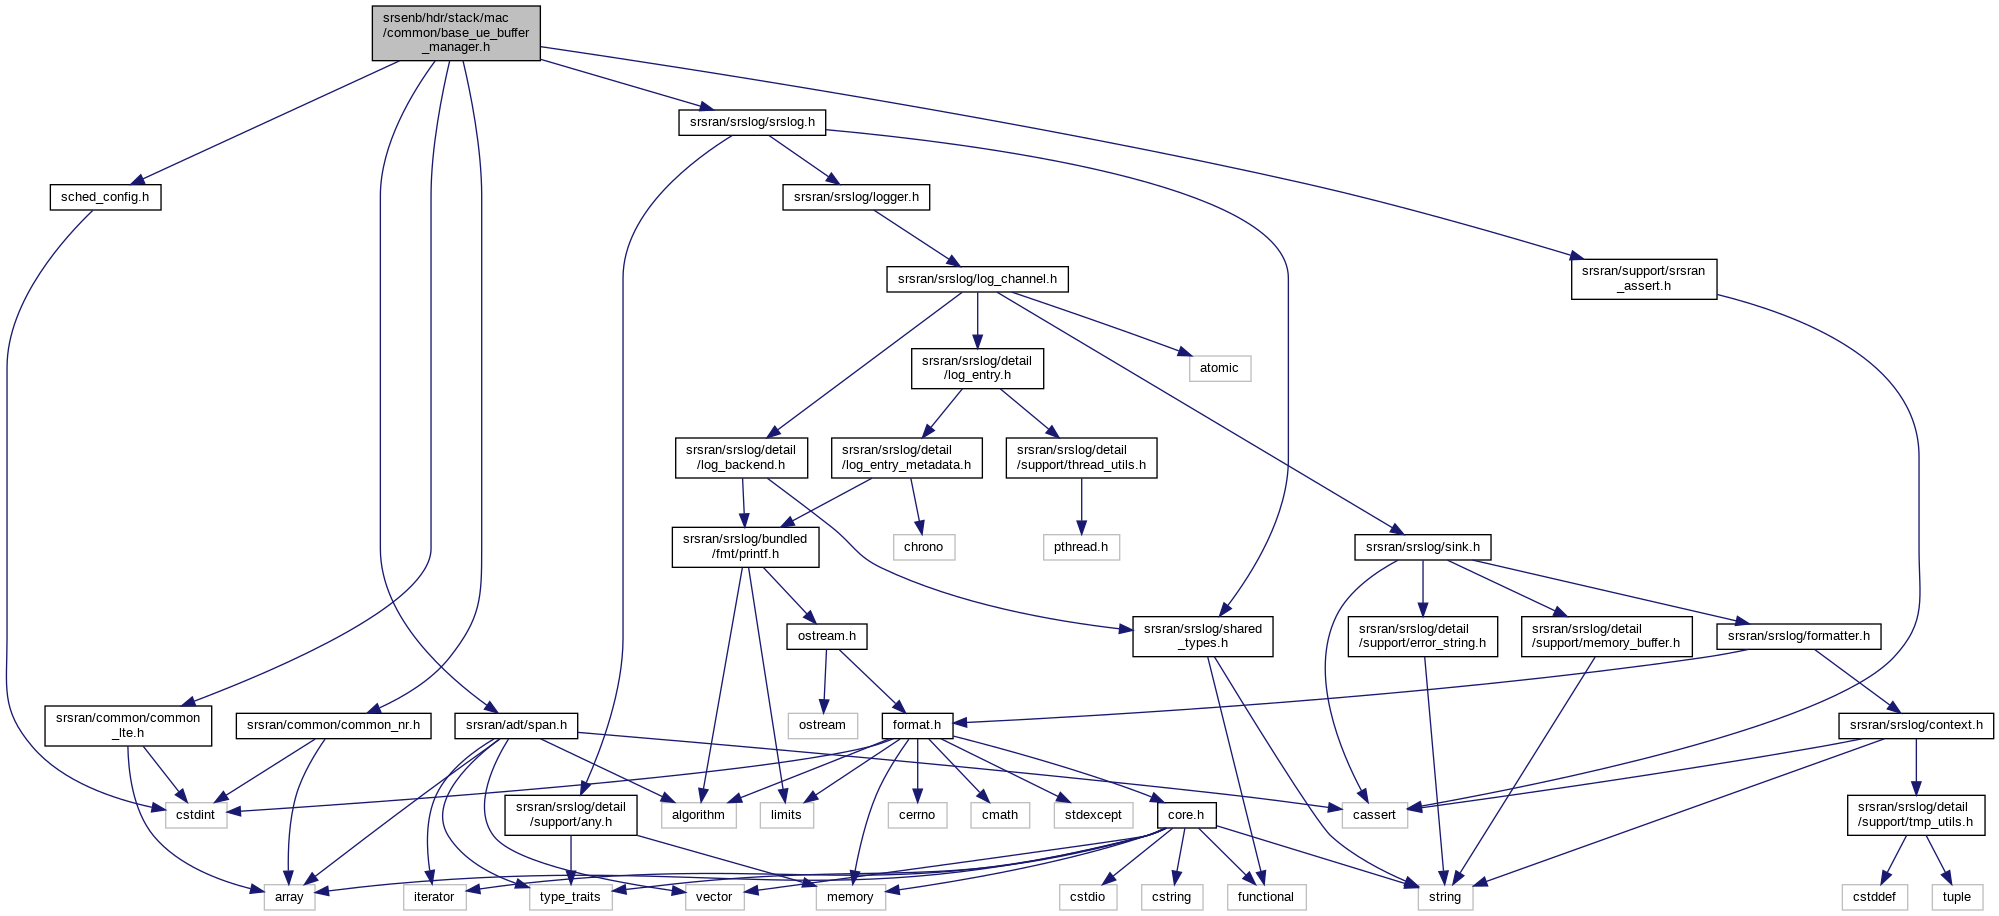 srsenb/hdr/stack/mac
/common/base_ue_buffer
_manager.h
srsran/srslog/srslog.h
sched_config.h
srsran/srslog/logger.h
srsran/srslog/log_channel.h
srsran/support/srsran
_assert.h
srsran/srslog/detail
/log_entry.h
atomic
srsran/srslog/detail
/log_backend.h
srsran/srslog/detail
/log_entry_metadata.h
srsran/srslog/detail
/support/thread_utils.h
srsran/srslog/bundled
/fmt/printf.h
chrono
pthread.h
srsran/srslog/sink.h
ostream.h
srsran/srslog/shared
_types.h
srsran/srslog/detail
/support/error_string.h
srsran/srslog/detail
/support/memory_buffer.h
srsran/srslog/formatter.h
srsran/common/common
_lte.h
srsran/common/common_nr.h
srsran/adt/span.h
ostream
format.h
srsran/srslog/context.h
cstdint
srsran/srslog/detail
/support/any.h
algorithm
limits
cerrno
cmath
stdexcept
core.h
cassert
srsran/srslog/detail
/support/tmp_utils.h
array
iterator
type_traits
vector
memory
cstdio
cstring
functional
string
cstddef
tuple